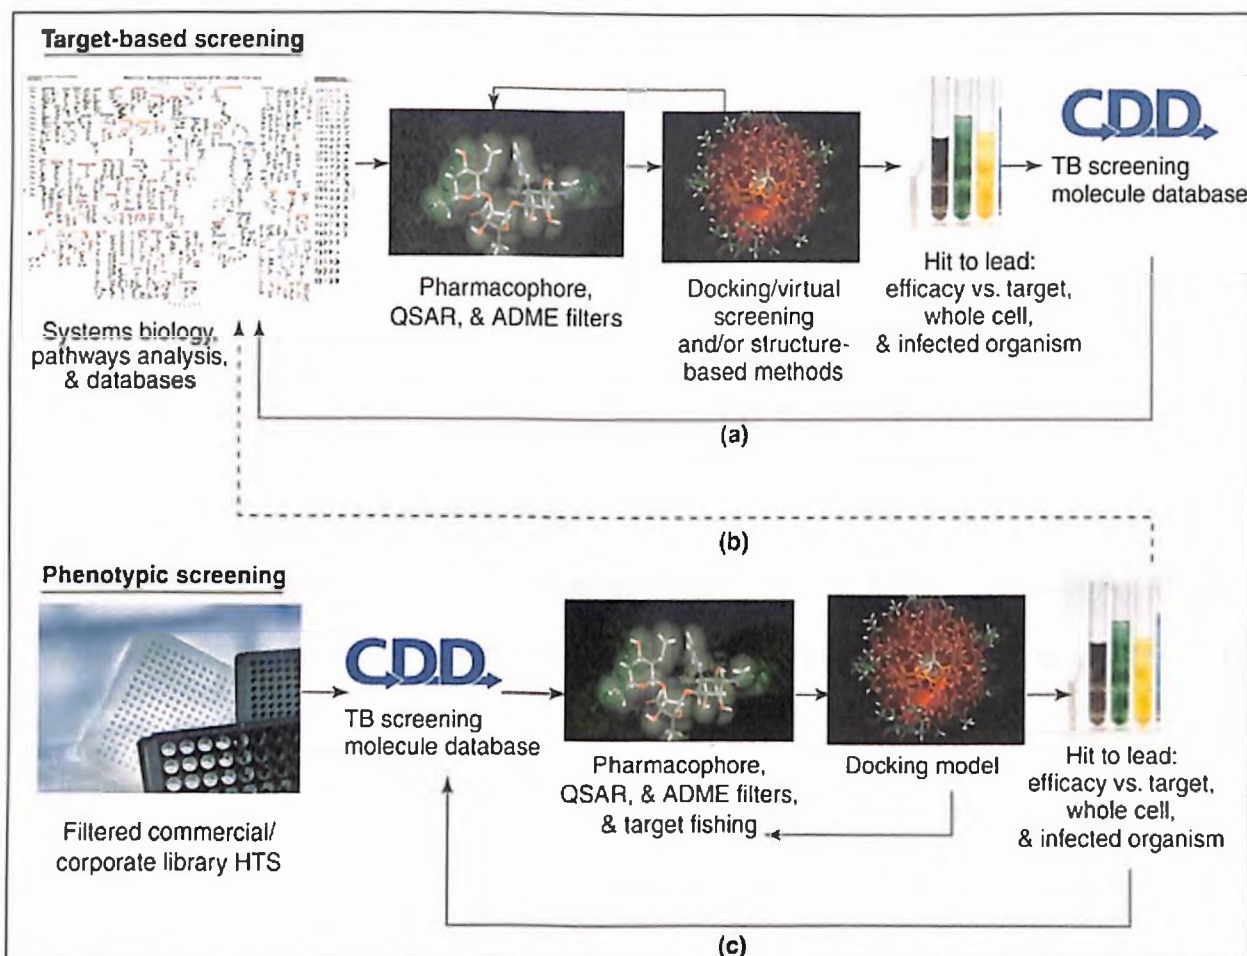 Target-based screening
CDD
TB screening
molecule database
Pharmacophore,
QSAR, & ADME filters
Docking/virtual
screening
and/or structure-
based methods
Hit to lead:
efficacy vs. target,
whole cell,
& infected organism
Systems biology,
pathways analysis,
& databases
(a)
(b)
Phenotypic screening
CDD
TB screening
molecule database
Pharmacophore,
QSAR, & ADME filters,
& target fishing
Docking model
Hit to lead:
efficacy vs. target,
whole cell,
& infected organism
Filtered commercial/
corporate library HTS
(c)